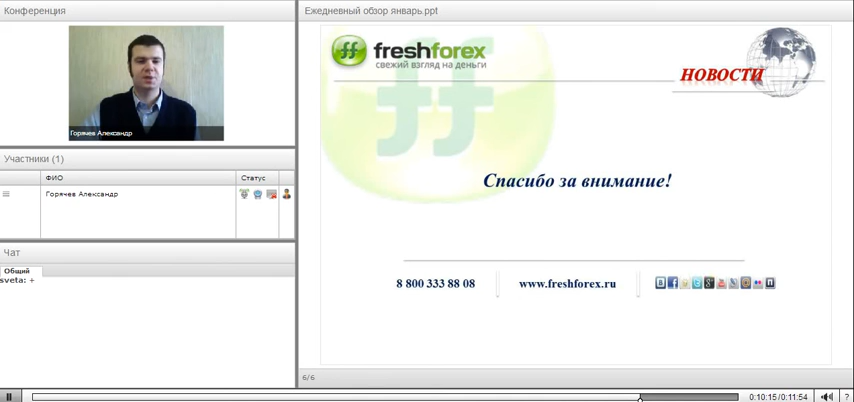 Конференция
Горячев Александр
Участники (1)
ФИО
Статус
Горячев Александр
Чат
Общий
sveta: +
Ежедневный обзор январь.ppt
ff freshforex
свежий взгляд на деньги
НОВОСТИ
ff
Спасибо за внимание!
8 800 333 88 08
www.freshforex.ru
6/6
0:10:15/0:11:54
?